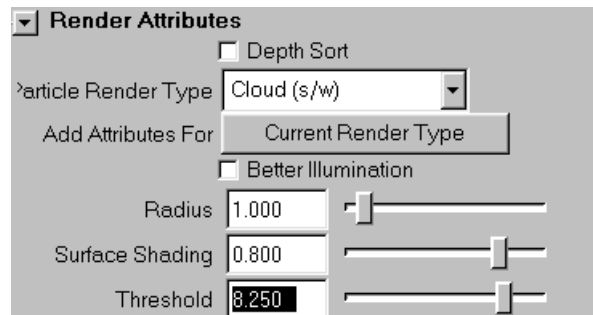 Render Attributes
Depth Sort
Particle Render Type Cloud (s/w)
Add Attributes For Current Render Type
Better Illumination
Radius 1.000
Surface Shading 0.800
Threshold 8.250